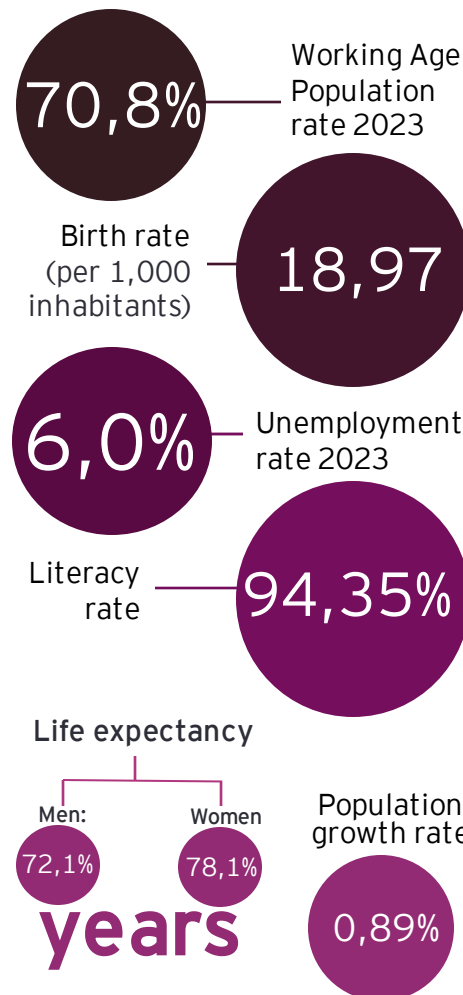 70,8%
Working Age
Population
rate 2023
Birth rate
(per 1,000
inhabitants)
18,97
6,0%
Unemployment
rate 2023
Literacy
rate
94,35%
Life expectancy
Men:
Women
72,1%
78,1%
years
Population
growth rate
0,89%